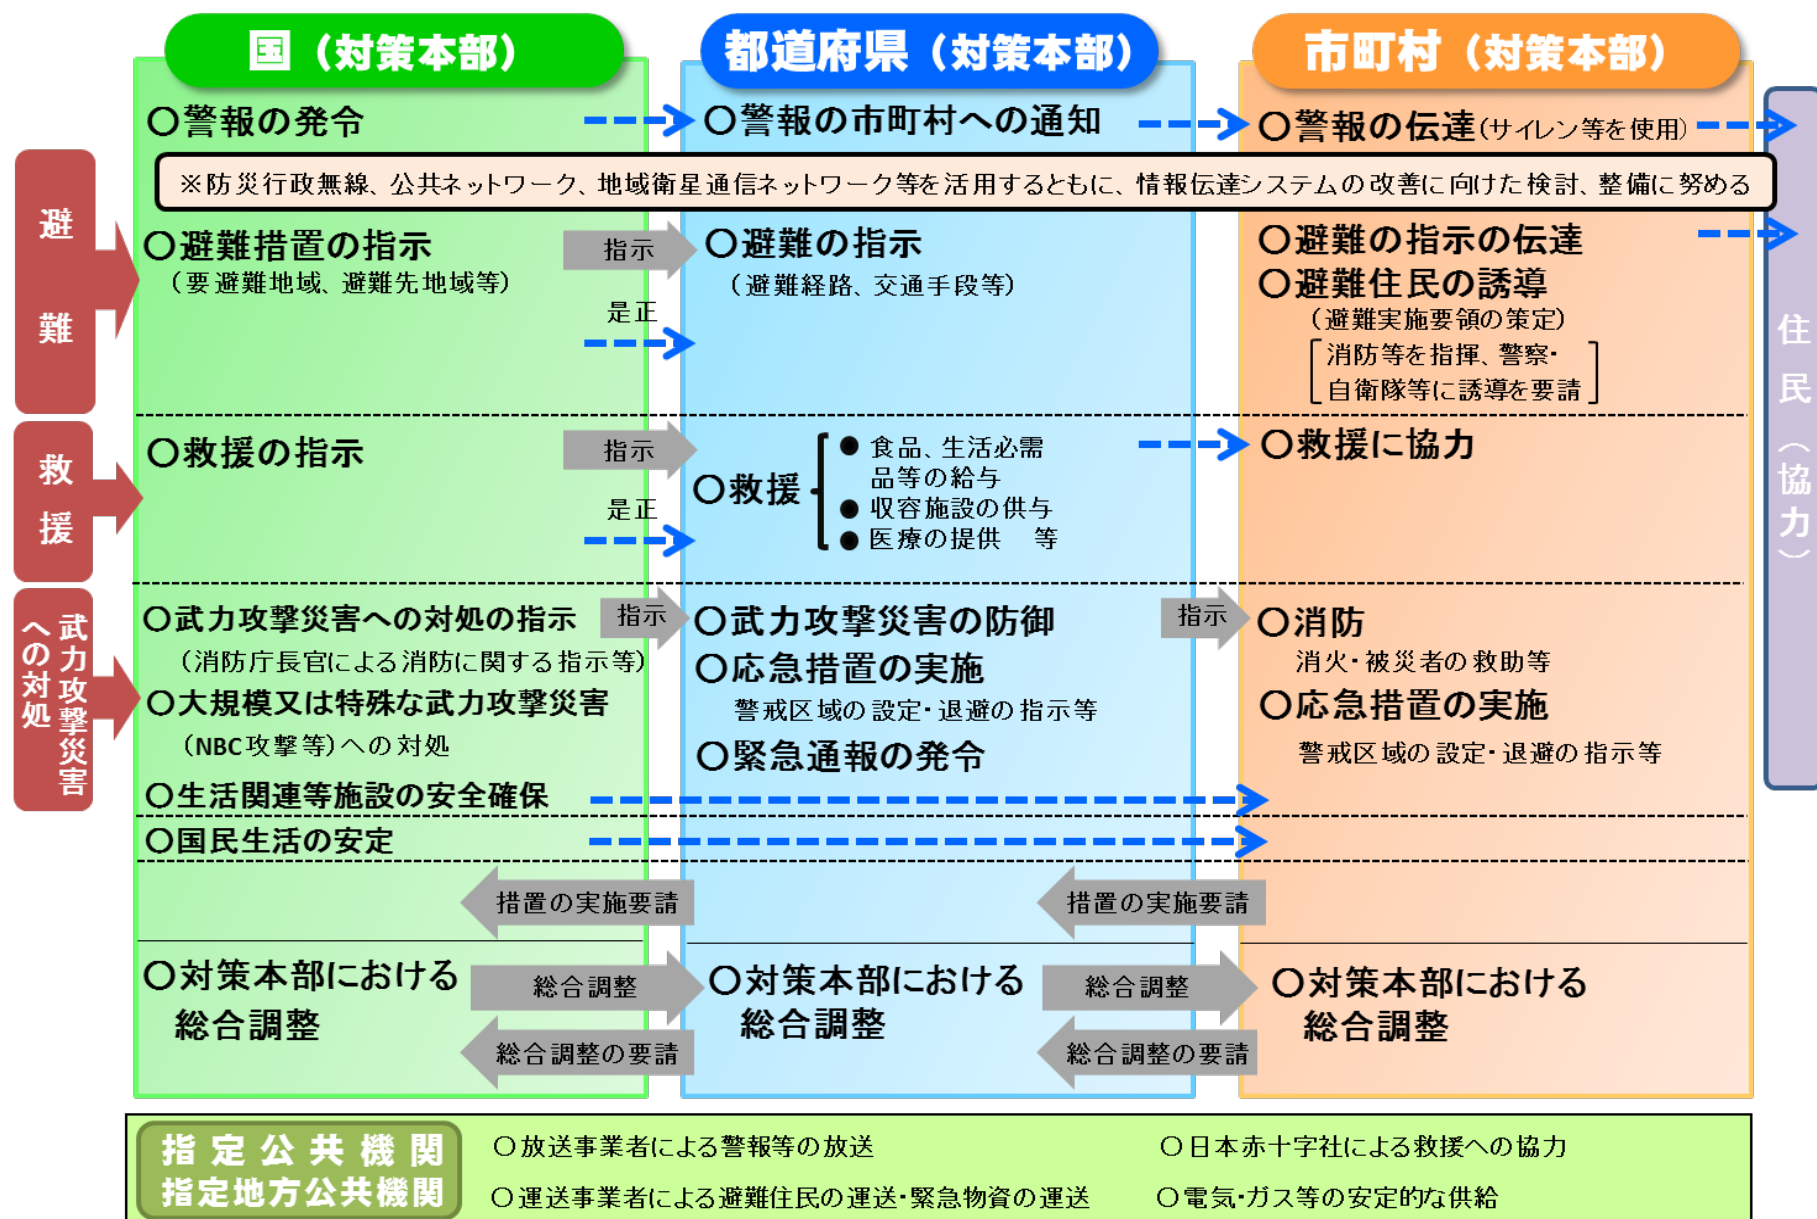 国（対策本部）
都道府県（対策本部）
市町村（対策本部）
〇警報の発令
〇警報の市町村への通知
〇警報の伝達(サイレン等を使用)
※防災行政無線、公共ネットワーク、地域衛星通信ネットワーク等を活用するともに、情報伝達システムの改善に向けた検討、整備に努める
避難
〇避難措置の指示
（要避難地域、避難先地域等）
指示
是正
〇避難の指示
（避難経路、交通手段等）
〇避難の指示の伝達
〇避難住民の誘導
（避難実施要領の策定）
消防等を指揮、警察・
自衛隊等に誘導を要請
住民（協力）
救援
〇救援の指示
指示
是正
〇救援
● 食品、生活必需
品等の給与
● 収容施設の供与
● 医療の提供　等
〇救援に協力
武力攻撃災害
への対処
〇武力攻撃災害への対処の指示
（消防庁長官による消防に関する指示等）
〇大規模又は特殊な武力攻撃災害
（NBC攻撃等）への対処
〇生活関連等施設の安全確保
〇国民生活の安定
指示
〇武力攻撃災害の防御
〇応急措置の実施
警戒区域の設定・退避の指示等
〇緊急通報の発令
指示
〇消防
消火・被災者の救助等
〇応急措置の実施
警戒区域の設定・退避の指示等
措置の実施要請
措置の実施要請
〇対策本部における
総合調整
総合調整
総合調整の要請
〇対策本部における
総合調整
総合調整
総合調整の要請
〇対策本部における
総合調整
指定公共機関
指定地方公共機関
〇放送事業者による警報等の放送
〇日本赤十字社による救援への協力
〇運送事業者による避難住民の運送・緊急物資の運送
〇電気・ガス等の安定的な供給